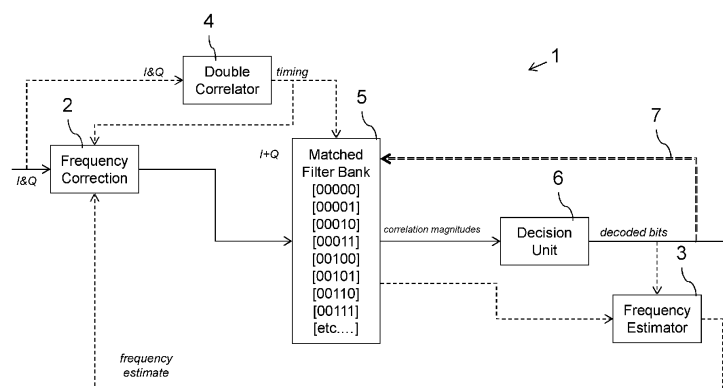 4
1
I&Q
Double
Correlator
timing
2
5
7
I+Q
Frequency
Correction
I&Q
Matched
Filter Bank
[00000]
[00001]
[00010]
[00011]
[00100]
[00101]
[00110]
[00111]
[etc....]
6
correlation magnitudes
Decision
Unit
decoded bits
3
Frequency
Estimator
frequency
estimate